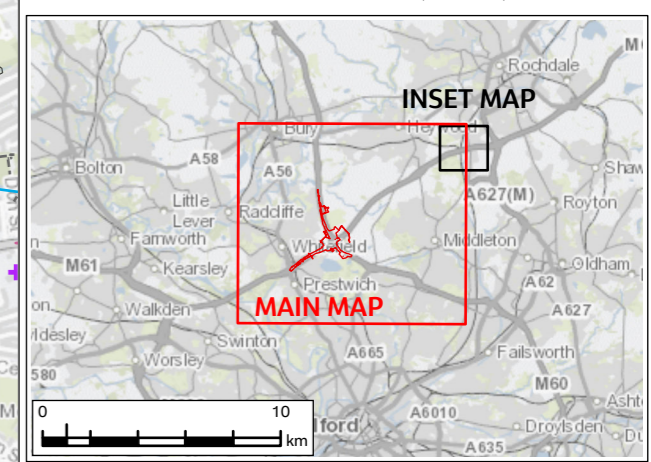 Rochdale
INSET MAP
Bury
Heywood
Bolton
A58
A56
Shaw
A627(M)
Little
Lever
Radcliffe
Royton
Farnworth
Whitefield
Middleton
M61
Kearsley
Oldham
Prestwich
A62
Walkden
MAIN MAP
A627
Swinton
A665
Failsworth
Worsley
580
M60
0 10
km
lford
A6010
Droylsden
A635